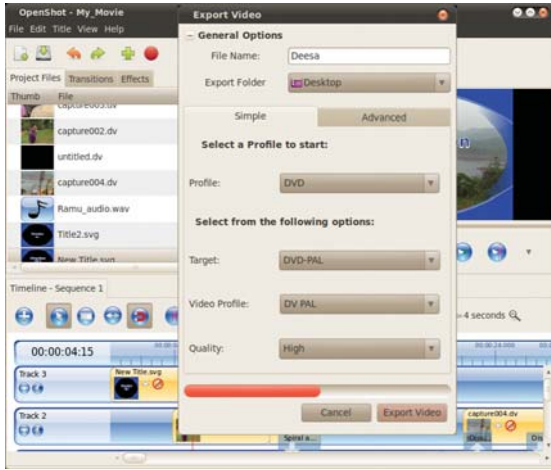 OpenShot - My_Movie
File Edit Title View Help
Project Files Transitions Effects
Thumb File
capture003.dv
capture002.dv
untitled.dv
capture004.dv
Ramu_audio.wav
Title2.svg
New Title.svg
Timeline - Sequence 1
4 seconds
00:00:04:15
Track 3
New Title.svg
Track 2
Spiral a...
capture004.dv
Export Video
General Options
File Name: Deesa
Export Folder Desktop
Simple Advanced
Select a Profile to start:
Profile: DVD
Select from the following options:
Target: DVD-PAL
Video Profile: DV PAL
Quality: High
Cancel Export Video